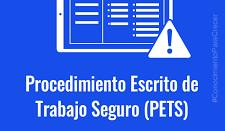 Procedimiento Escrito de
Trabajo Seguro (PETS)
#ConocimientoParaCrecer